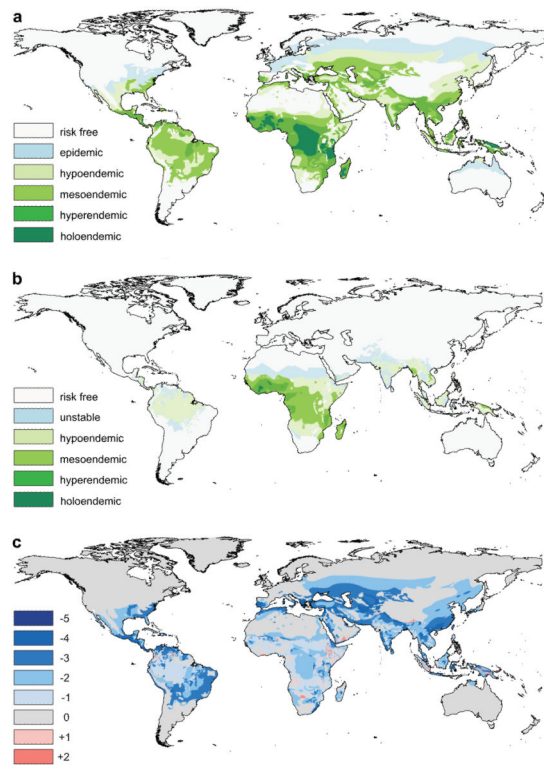 a
risk free
epidemic
hypoendemic
mesoendemic
hyperendemic
holoendemic
b
risk free
unstable
hypoendemic
mesoendemic
hyperendemic
holoendemic
c
-5
-4
-3
-2
-1
0
+1
+2